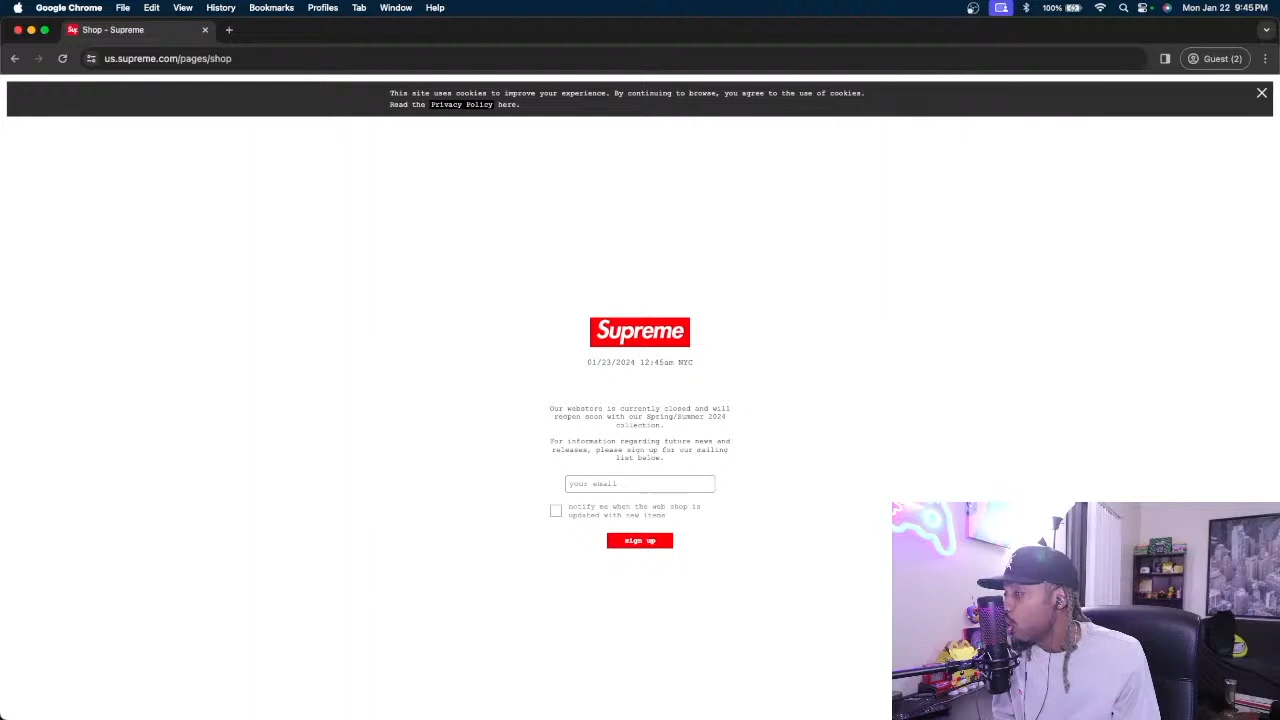 Google Chrome File Edit View History Bookmarks Profiles Tab Window Help 100% Mon Jan 22 9:45PM
Sup Shop - Supreme
us.supreme.com/pages/shop Guest (2)
This site uses cookies to improve your experience. By continuing to browse, you agree to the use of cookies.
Read the Privacy Policy here.
Supreme
01/23/2024 12:45am NYC
Our webstore is currently closed and will
reopen soon with our Spring/Summer 2024
collection.
For information regarding future news and
releases, please sign up for our mailing
list below.
your email
notify me when the web shop is
updated with new items
sign up